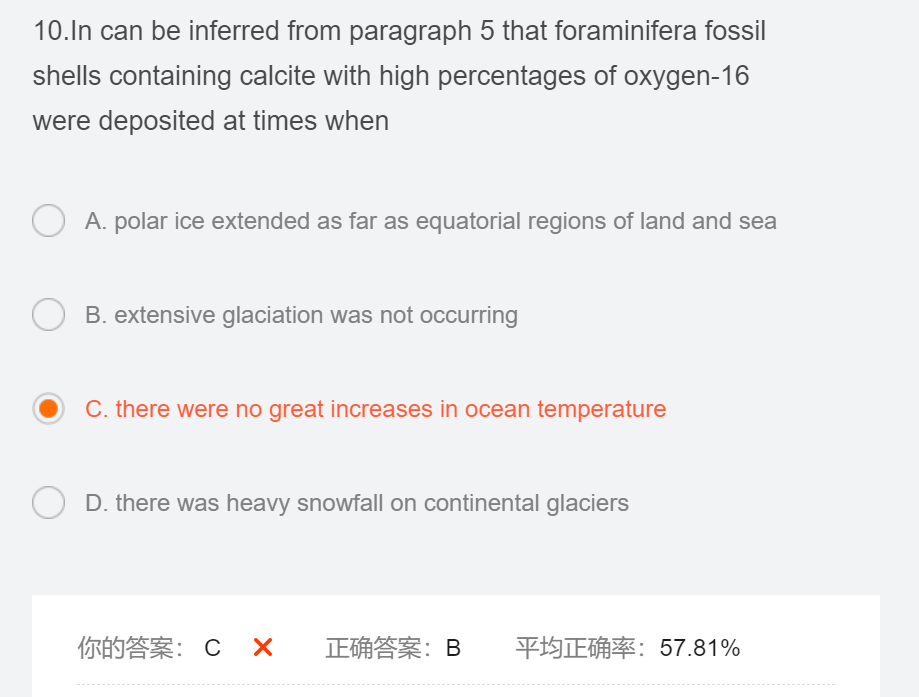 10.In can be inferred from paragraph 5 that foraminifera fossil
shells containing calcite with high percentages of oxygen-16
were deposited at times when
A. polar ice extended as far as equatorial regions of land and sea
B. extensive glaciation was not occurring
C. there were no great increases in ocean temperature
D. there was heavy snowfall on continental glaciers
你的答案： C 正确答案： B 平均正确率： 57.81%